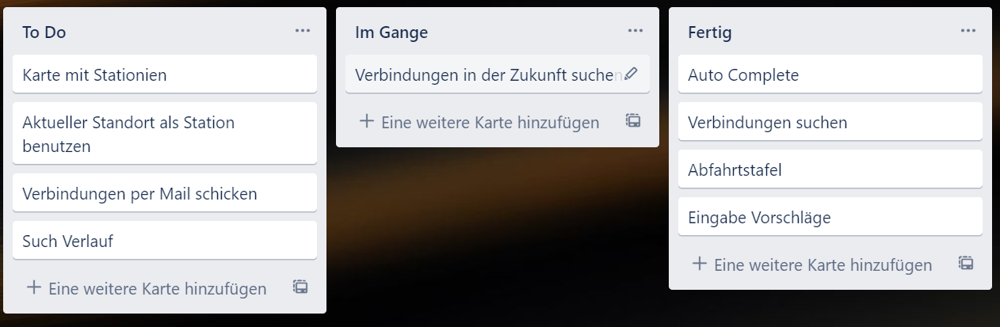 To Do
Karte mit Stationien
Aktueller Standort als Station
benutzen
Verbindungen per Mail schicken
Such Verlauf
Eine weitere Karte hinzufügen
Im Gange
Verbindungen in der Zukunft suchen
Eine weitere Karte hinzufügen
Fertig
Auto Complete
Verbindungen suchen
Abfahrtstafel
Eingabe Vorschläge
Eine weitere Karte hinzufügen